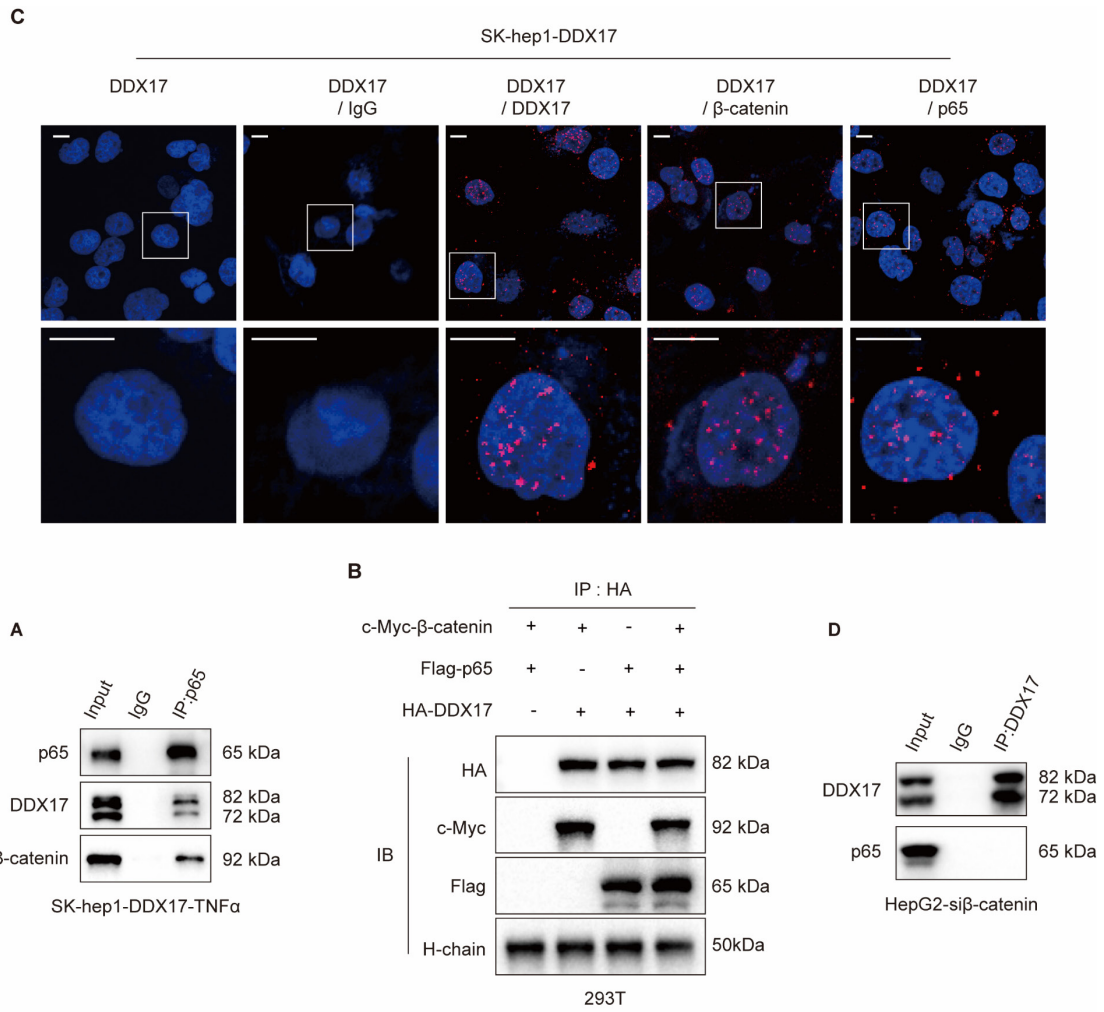 C
SK-hep1-DDX17
DDX17
DDX17
/ IgG
DDX17
/ DDX17
DDX17
/ β-catenin
DDX17
/ p65
B
IP : HA
c-Myc-β-catenin + + - +
Flag-p65 + - + +
HA-DDX17 - + + +
HA 82 kDa
c-Myc 92 kDa
IB
Flag 65 kDa
H-chain 50kDa
293T
A
Input IgG IP:p65
p65 65 kDa
DDX17 82 kDa
72 kDa
β-catenin 92 kDa
SK-hep1-DDX17-TNFα
D
Input IgG IP:DDX17
DDX17 82 kDa
72 kDa
p65 65 kDa
HepG2-siβ-catenin